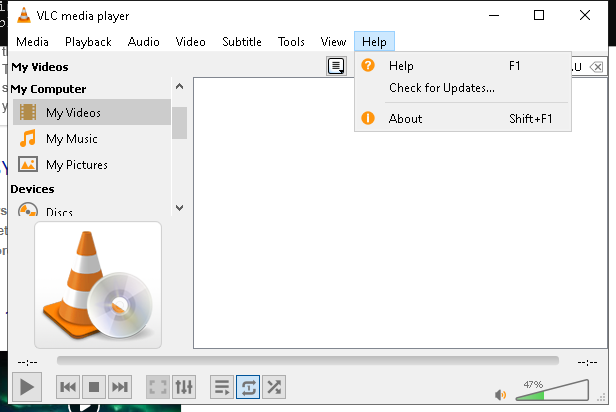 VLC media player
Media Playback Audio Video Subtitle Tools View Help
My Videos
Help F1
Check for Updates...
About Shift+F1
My Computer
My Videos
My Music
My Pictures
Devices
Discs
--:-- --:--
47%